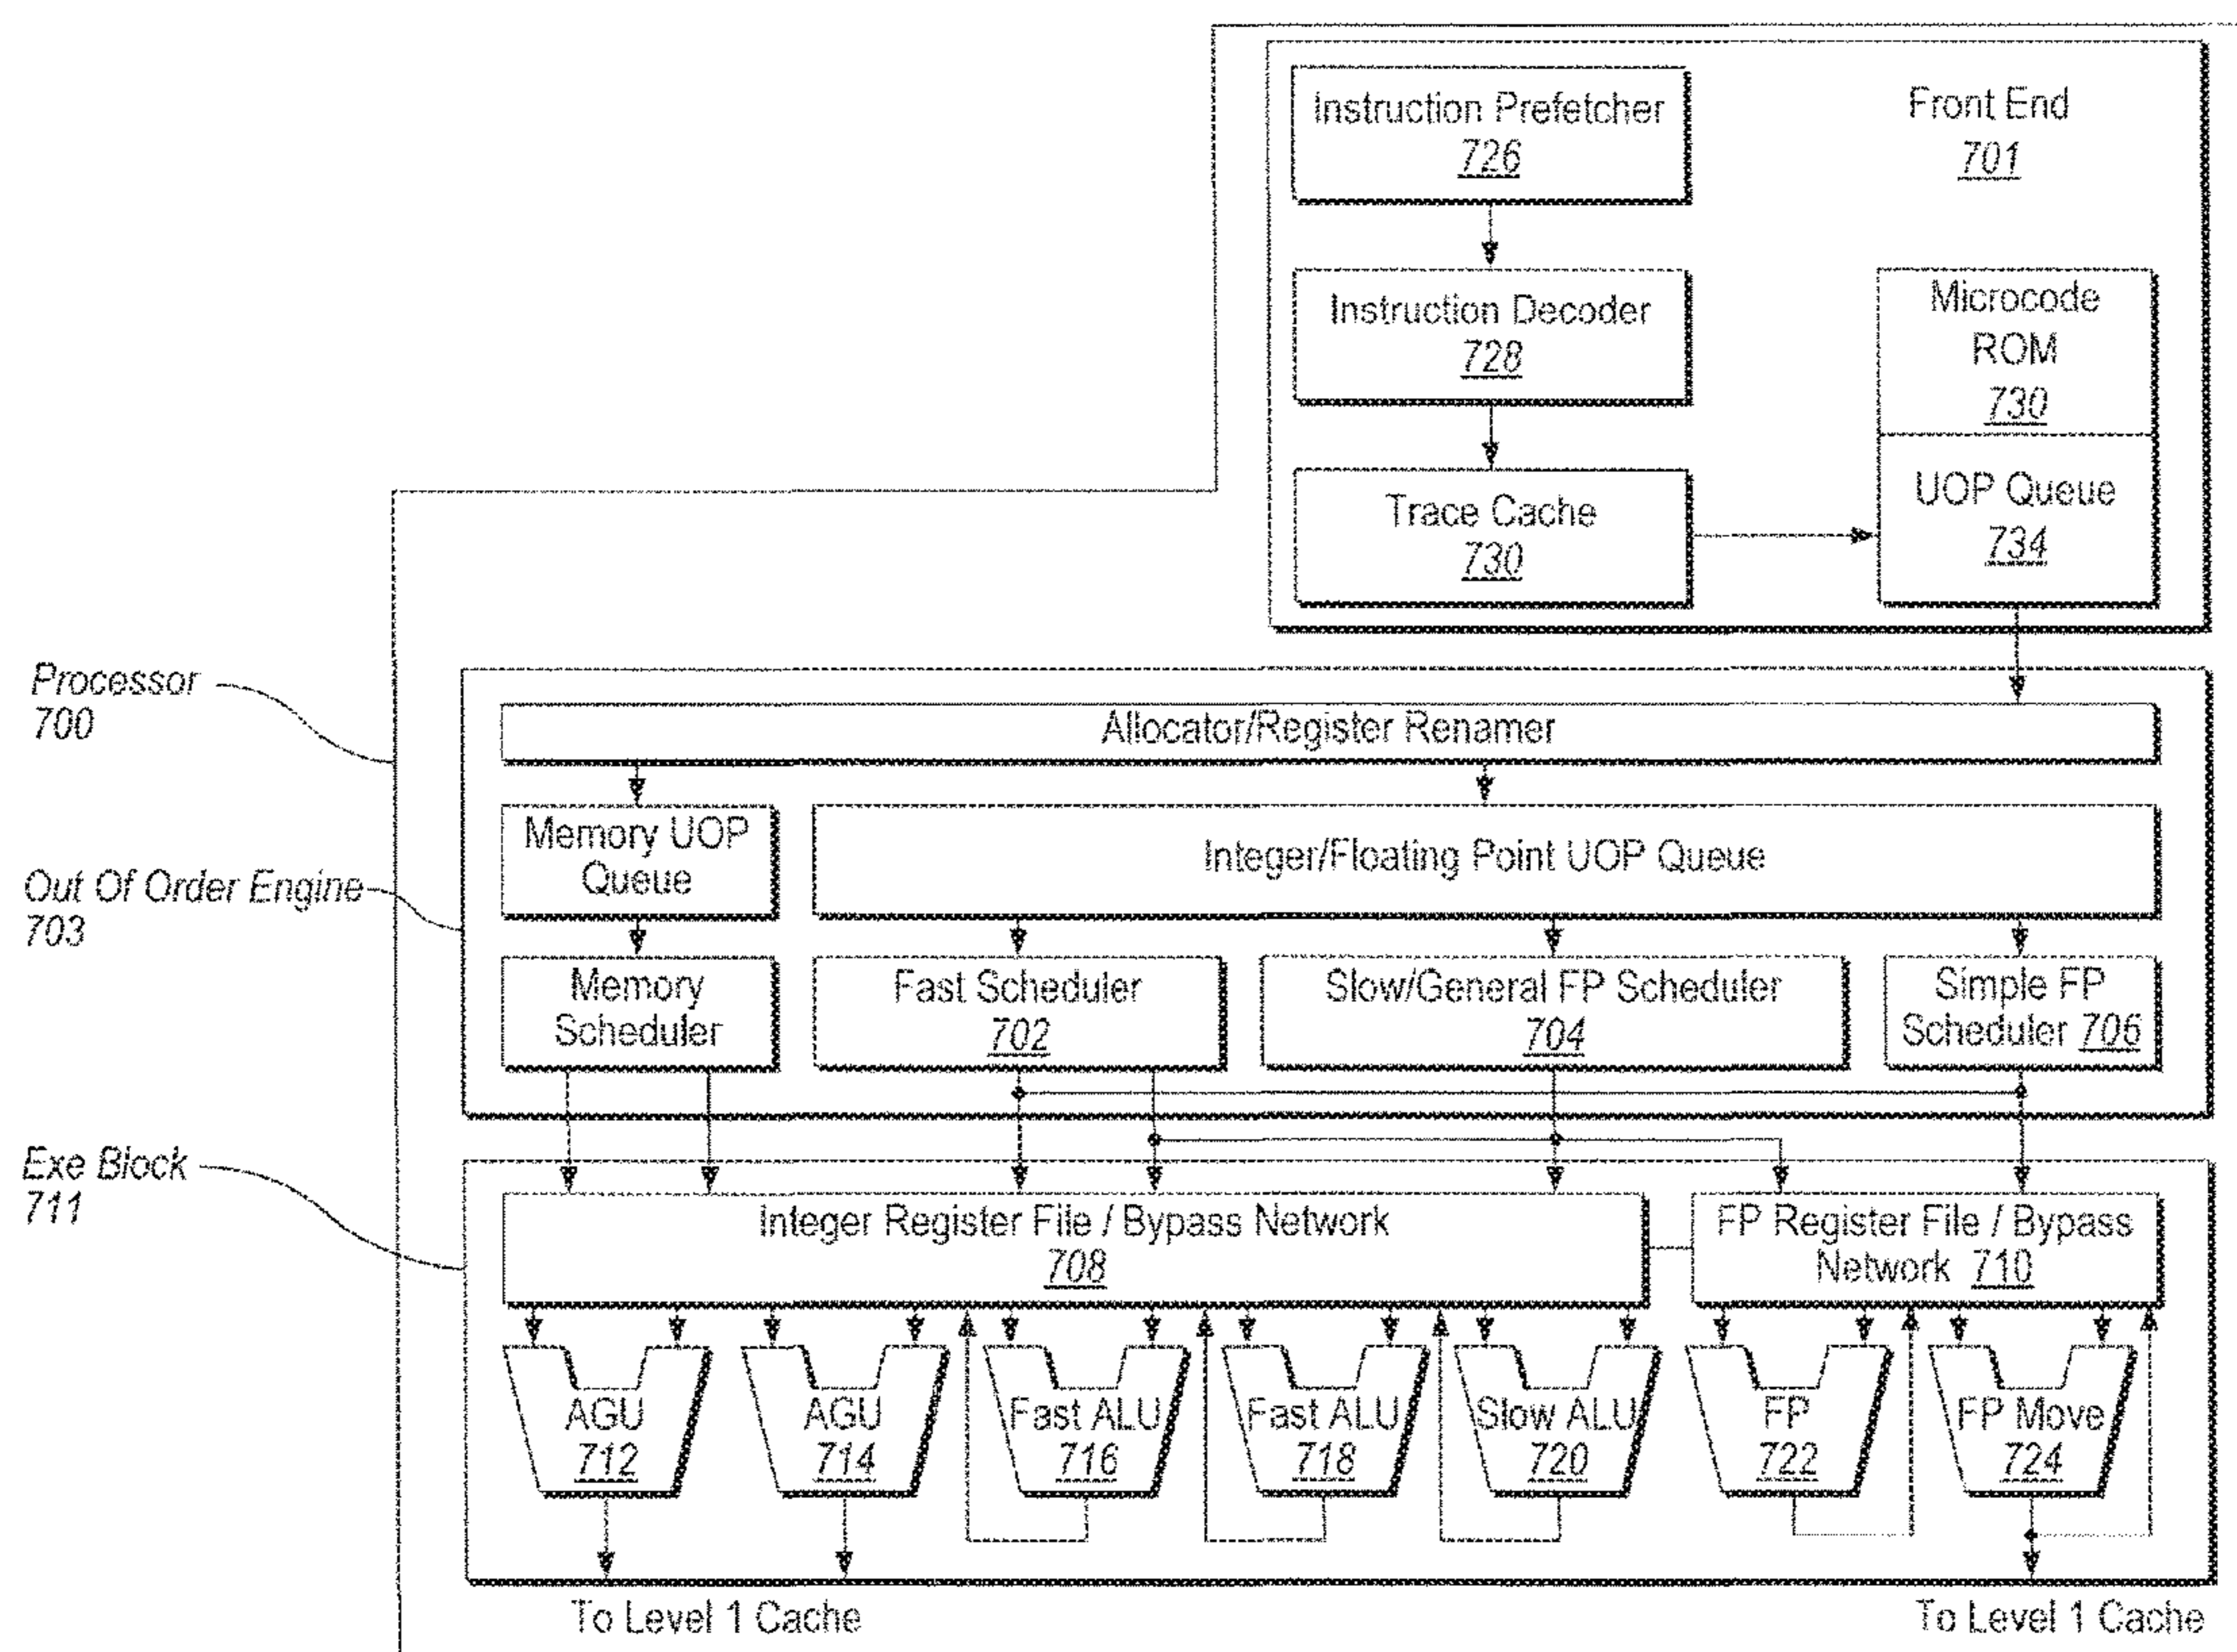 Instruction Prefetcher
726
Front End
701
Instruction Decoder
728
Microcode
ROM
730
Trace Cache
730
UOP Queue
734
Processor
700
Allocator/Register Renamer
Memory UOP
Queue
Integer/Floating Point UOP Queue
Out Of Order Engine
703
Memory
Scheduler
Fast Scheduler
702
Slow/General FP Scheduler
704
Simple FP
Scheduler 706
Exe Block
711
Integer Register File / Bypass Network
708
FP Register File / Bypass
Network 710
AGU
712
AGU
714
Fast ALU
716
Fast ALU
718
Slow ALU
720
FP
722
FP Move
724
To Level 1 Cache
To Level 1 Cache